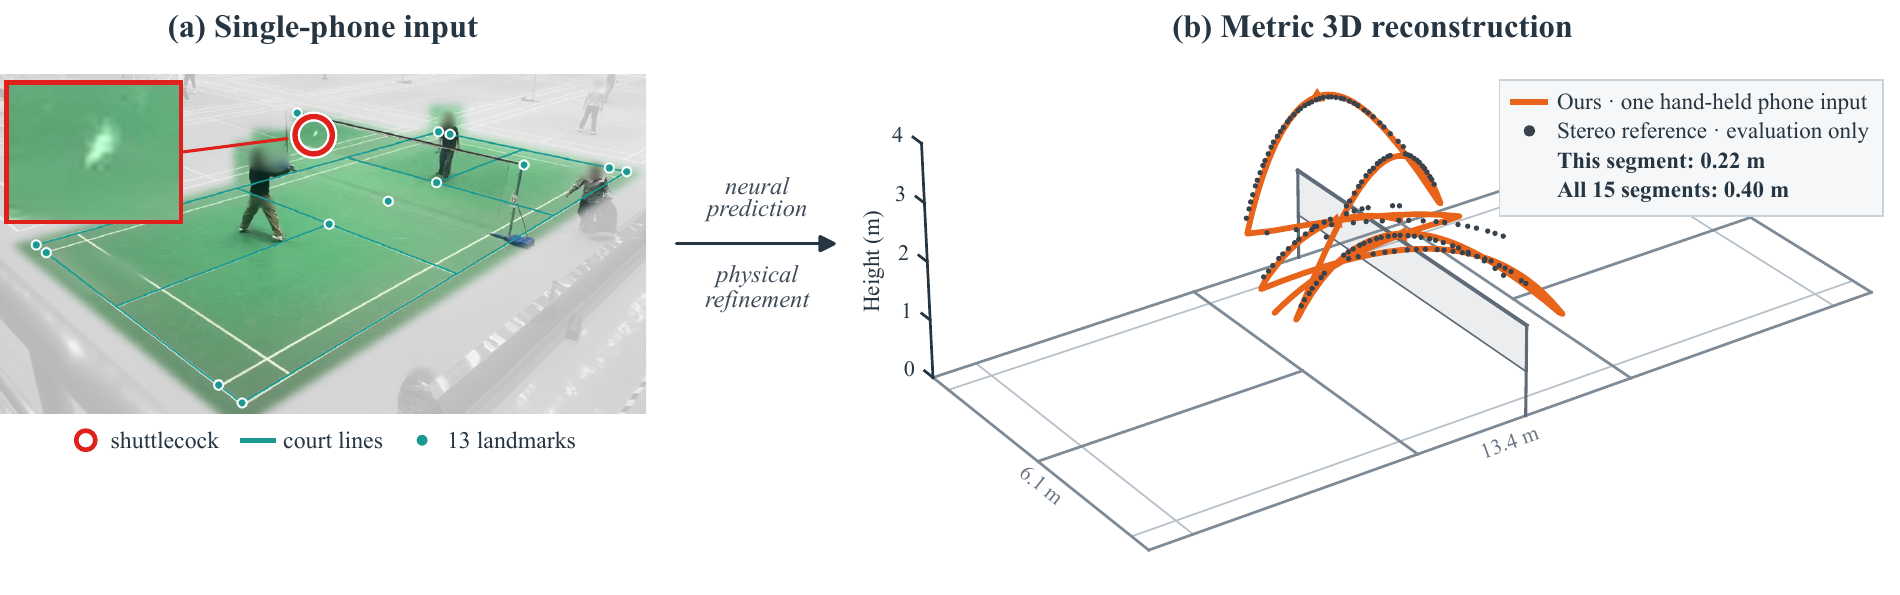 (a) Single-phone input
shuttlecock
court lines
13 landmarks
neural
prediction
physical
refinement
(b) Metric 3D reconstruction
Ours · one hand-held phone input
Stereo reference · evaluation only
This segment: 0.22 m
All 15 segments: 0.40 m
Height (m)
4
3
2
1
0
6.1 m
13.4 m